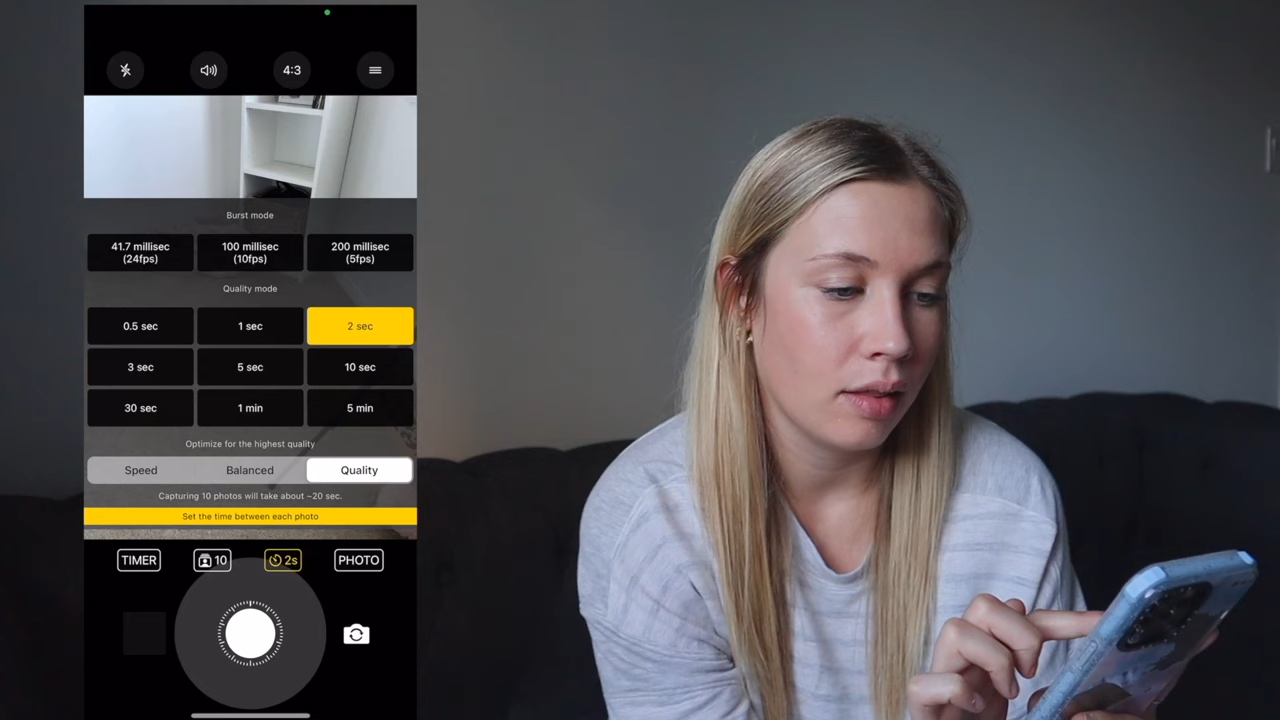 4:3
Burst mode
41.7 millisec
(24fps)
100 millisec
(10fps)
200 millisec
(5fps)
Quality mode
0.5 sec
1 sec
2 sec
3 sec
5 sec
10 sec
30 sec
1 min
5 min
Optimize for the highest quality
Speed
Balanced
Quality
Capturing 10 photos will take about ~20 sec.
Set the time between each photo
TIMER
10
2s
PHOTO